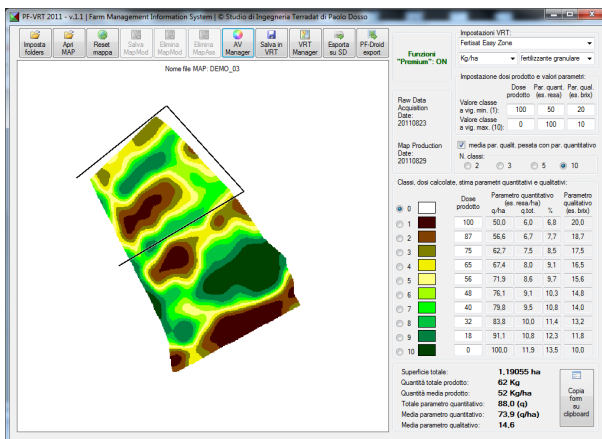 PF-VRT 2011 - v.1.1 | Farm Management Information System | © Studio di Ingegneria Terradat di Paolo Dosso
Imposta folders
Apri MAP
Reset mappa
Salva MapMod
Elimina MapMod
Elimina MapAss
AV Manager
Salva in VRT
VRT Manager
Esporta su SD
PF-Droid export
Nome file MAP: DEMO_03
Funzioni
"Premium": ON
Impostazioni VRT:
Fertisat Easy Zone
Kg/ha
fertilizzante granulare
Impostazione dosi prodotto e valori parametri:
Dose prodotto
Par. quant. (es. resa)
Par. qual. (es. brix)
Valore classe a vig. min. (1): 100 50 20
Valore classe a vig. max. (10): 0 100 10
Raw Data
Acquisition
Date:
20110823
Map Production
Date:
20110829
media par. qualit. pesata con par. quantitativo
N. classi:
2 3 5 10
Classi, dosi calcolate, stima parametri quantitativi e qualitativi:
Dose prodotto
Parametro quantitativo (es. resa/ha)
q/ha q.tot. %
Parametro qualitativo (es. brix)
0
1 100 50,0 6,0 6,8 20,0
2 87 56,6 6,7 7,7 18,7
3 75 62,7 7,5 8,5 17,5
4 65 67,4 8,0 9,1 16,5
5 56 71,9 8,6 9,7 15,6
6 48 76,1 9,1 10,3 14,8
7 40 79,8 9,5 10,8 14,0
8 32 83,8 10,0 11,4 13,2
9 18 91,1 10,8 12,3 11,8
10 0 100,0 11,9 13,5 10,0
Superficie totale: 1,19055 ha
Quantità totale prodotto: 62 Kg
Quantità media prodotto: 52 Kg/ha
Totale parametro quantitativo: 88,0 (q)
Media parametro quantitativo: 73,9 (q/ha)
Media parametro qualitativo: 14,6
Copia
form
su
clipboard